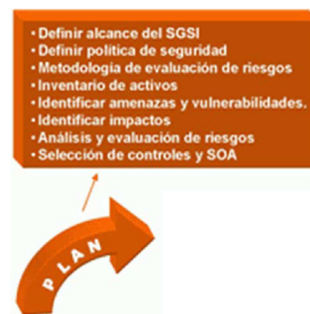 • Definir alcance del SGSI
• Definir política de seguridad
• Metodología de evaluación de riesgos
• Inventario de activos
• Identificar amenazas y vulnerabilidades.
• Identificar impactos
• Análisis y evaluación de riesgos
• Selección de controles y SOA
PLAN